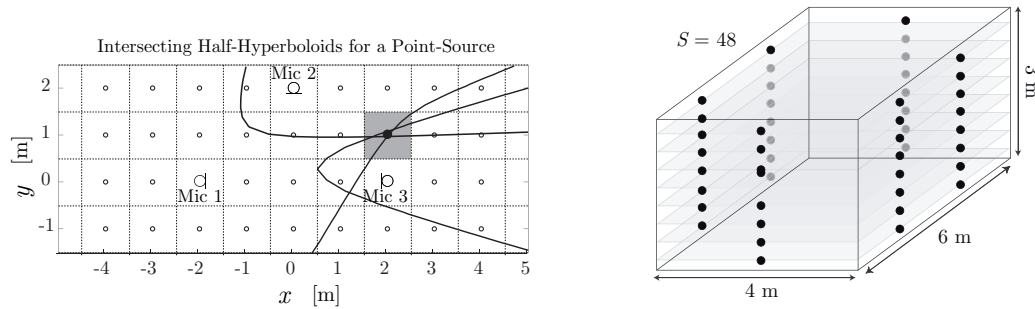 Intersecting Half-Hyperboloids for a Point-Source
Mic 2
Mic 1
Mic 3
2
1
0
-1
y [m]
-4 -3 -2 -1 0 1 2 3 4 5
x [m]
S = 48
3 m
6 m
4 m